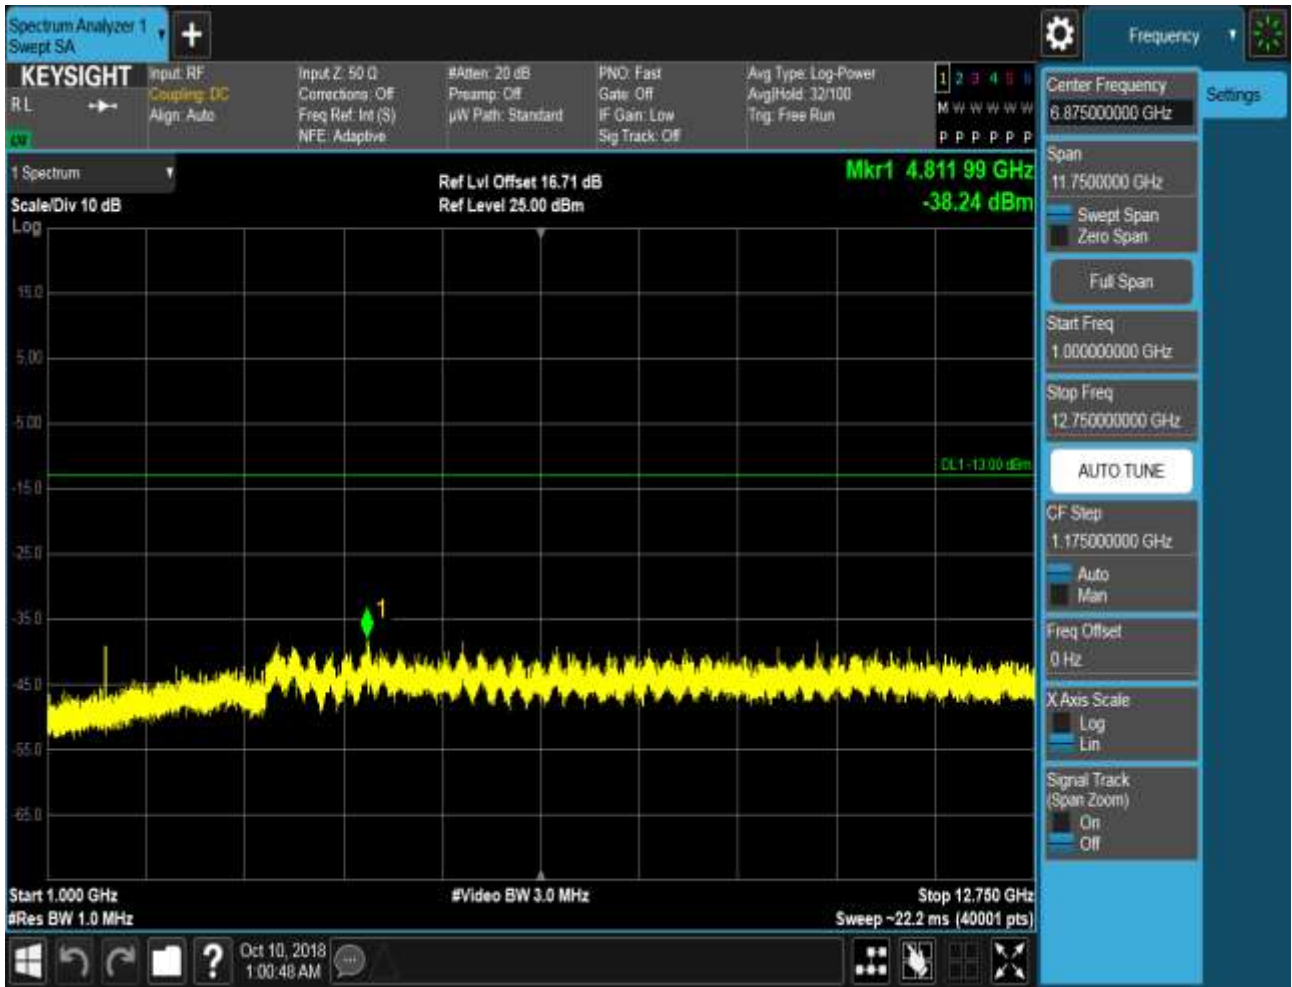 Spectrum Analyzer 1
Swept SA
+
Frequency
KEYSIGHT
RL
Input: RF
Coupling: DC
Align: Auto
Input Z: 50 Ω
Corrections: Off
Freq Ref: Int (S)
NFE: Adaptive
#Atten: 20 dB
Preamp: Off
µW Path: Standard
PNO: Fast
Gate: Off
IF Gain: Low
Sig Track: Off
Avg Type: Log-Power
Avg|Hold: 32/100
Trig: Free Run
1 2 3 4 5 6
M W W W W W
P P P P P P
1 Spectrum
Scale/Div 10 dB
Log
Ref Lvl Offset 16.71 dB
Ref Level 25.00 dBm
Mkr1 4.811 99 GHz
-38.24 dBm
15.0
5.00
-5.00
DL1 -13.00 dBm
-15.0
-25.0
-35.0
1
-45.0
-55.0
-65.0
Start 1.000 GHz
#Video BW 3.0 MHz
Stop 12.750 GHz
#Res BW 1.0 MHz
Sweep ~22.2 ms (40001 pts)
Center Frequency
6.875000000 GHz
Settings
Span
11.7500000 GHz
Swept Span
Zero Span
Full Span
Start Freq
1.000000000 GHz
Stop Freq
12.750000000 GHz
AUTO TUNE
CF Step
1.175000000 GHz
Auto
Man
Freq Offset
0 Hz
X Axis Scale
Log
Lin
Signal Track
(Span Zoom)
On
Off
?
Oct 10, 2018
1:00:48 AM